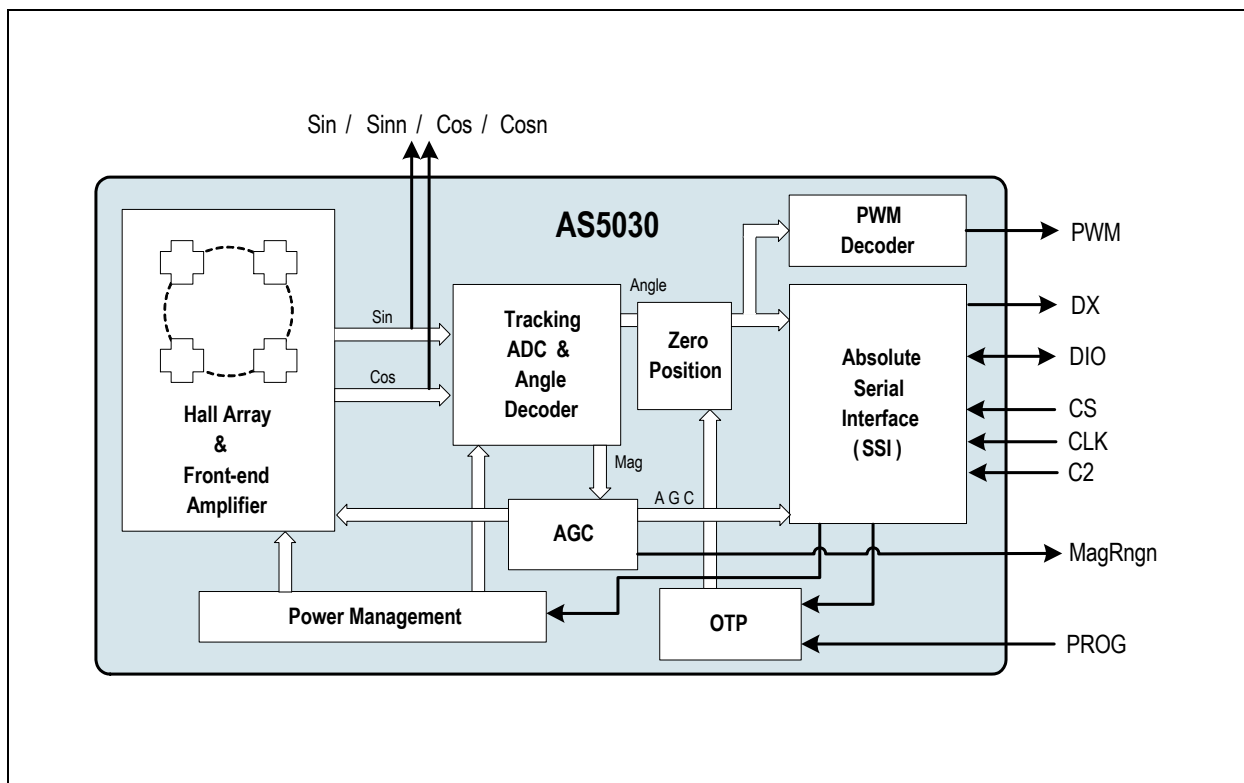 Sin / Sinn / Cos / Cosn
AS5030
PWM
Decoder
PWM
Hall Array
&
Front-end
Amplifier
Sin
Cos
Tracking
ADC &
Angle
Decoder
Angle
Zero
Position
Absolute
Serial
Interface
( SSI )
DX
DIO
CS
CLK
C2
Mag
AGC
A G C
MagRngn
Power Management
OTP
PROG